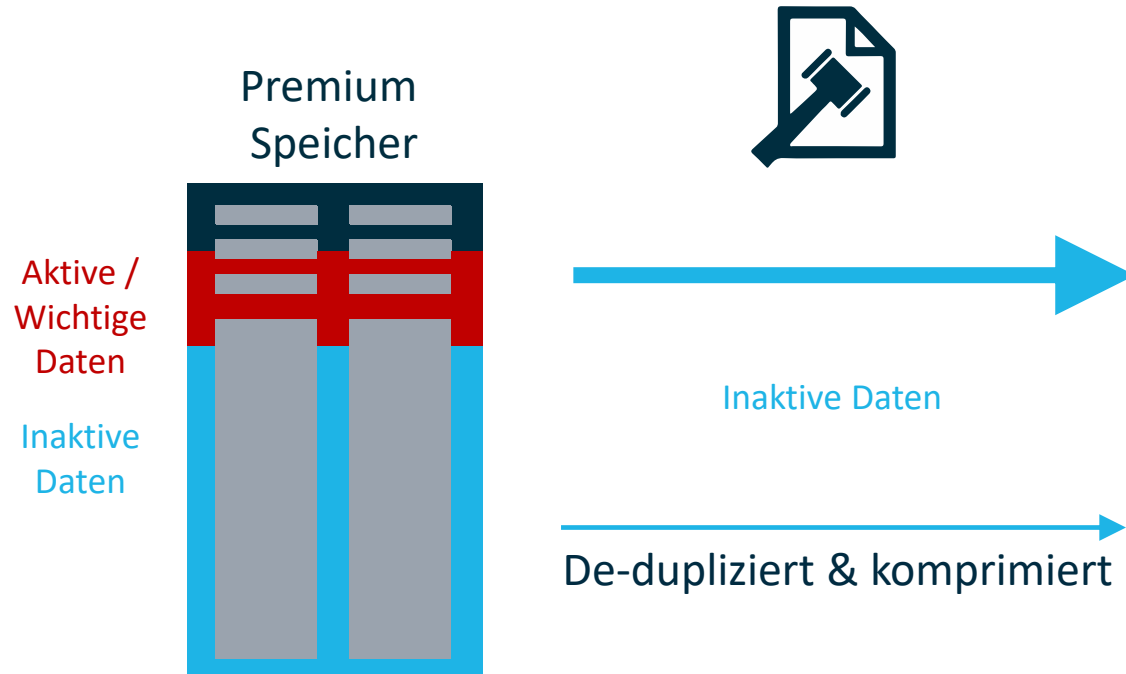 Premium
Speicher
Aktive /
Wichtige
Daten
Inaktive
Daten
Inaktive Daten
De-dupliziert & komprimiert